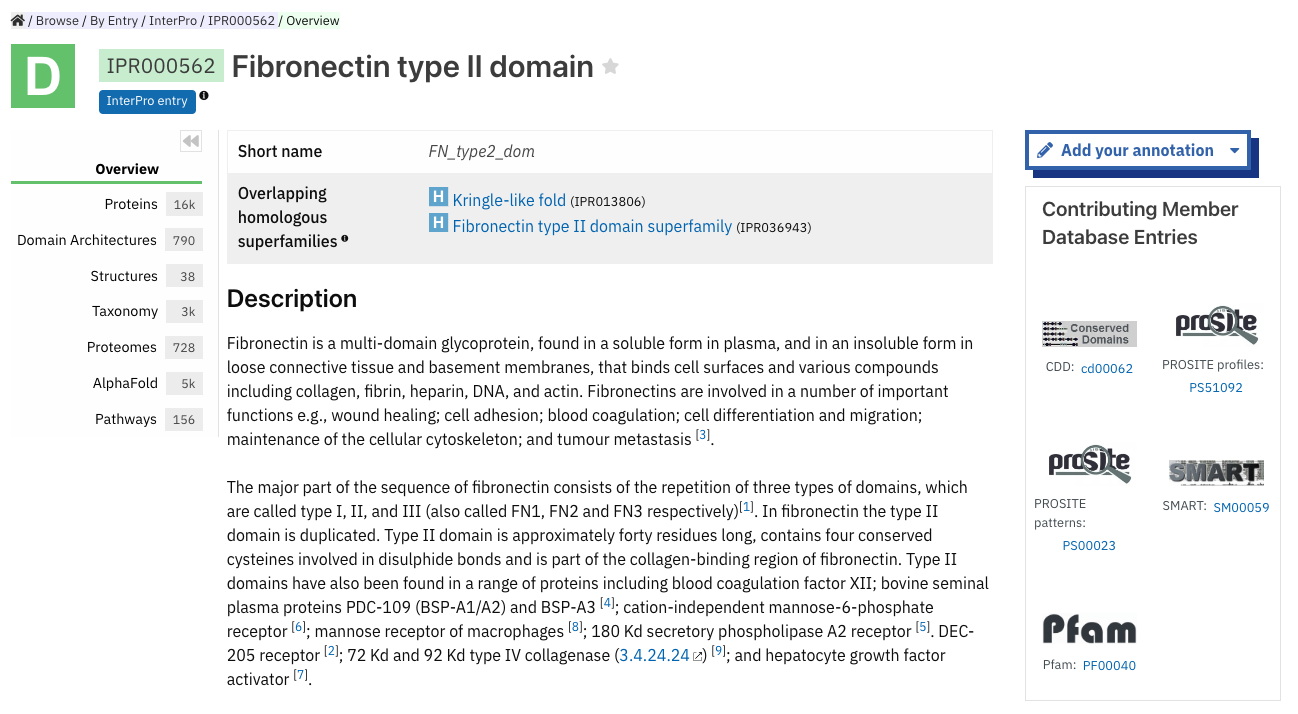 / Browse / By Entry / InterPro / IPR000562 / Overview
D
IPR000562 Fibronectin type II domain
InterPro entry
Overview
Proteins 16k
Domain Architectures 790
Structures 38
Taxonomy 3k
Proteomes 728
AlphaFold 5k
Pathways 156
Short name FN_type2_dom
Overlapping
homologous
superfamilies
H Kringle-like fold (IPR013806)
H Fibronectin type II domain superfamily (IPR036943)
Description
Fibronectin is a multi-domain glycoprotein, found in a soluble form in plasma, and in an insoluble form in
loose connective tissue and basement membranes, that binds cell surfaces and various compounds
including collagen, fibrin, heparin, DNA, and actin. Fibronectins are involved in a number of important
functions e.g., wound healing; cell adhesion; blood coagulation; cell differentiation and migration;
maintenance of the cellular cytoskeleton; and tumour metastasis [3].
The major part of the sequence of fibronectin consists of the repetition of three types of domains, which
are called type I, II, and III (also called FN1, FN2 and FN3 respectively)[1]. In fibronectin the type II
domain is duplicated. Type II domain is approximately forty residues long, contains four conserved
cysteines involved in disulphide bonds and is part of the collagen-binding region of fibronectin. Type II
domains have also been found in a range of proteins including blood coagulation factor XII; bovine seminal
plasma proteins PDC-109 (BSP-A1/A2) and BSP-A3 [4]; cation-independent mannose-6-phosphate
receptor [6]; mannose receptor of macrophages [8]; 180 Kd secretory phospholipase A2 receptor [5]. DEC-
205 receptor [2]; 72 Kd and 92 Kd type IV collagenase (3.4.24.24) [9]; and hepatocyte growth factor
activator [7].
Add your annotation
Contributing Member
Database Entries
Conserved
Domains
CDD: cd00062
proSite
PROSITE profiles:
PS51092
proSite
PROSITE
patterns:
PS00023
SMART
SMART: SM00059
Pfam
Pfam: PF00040